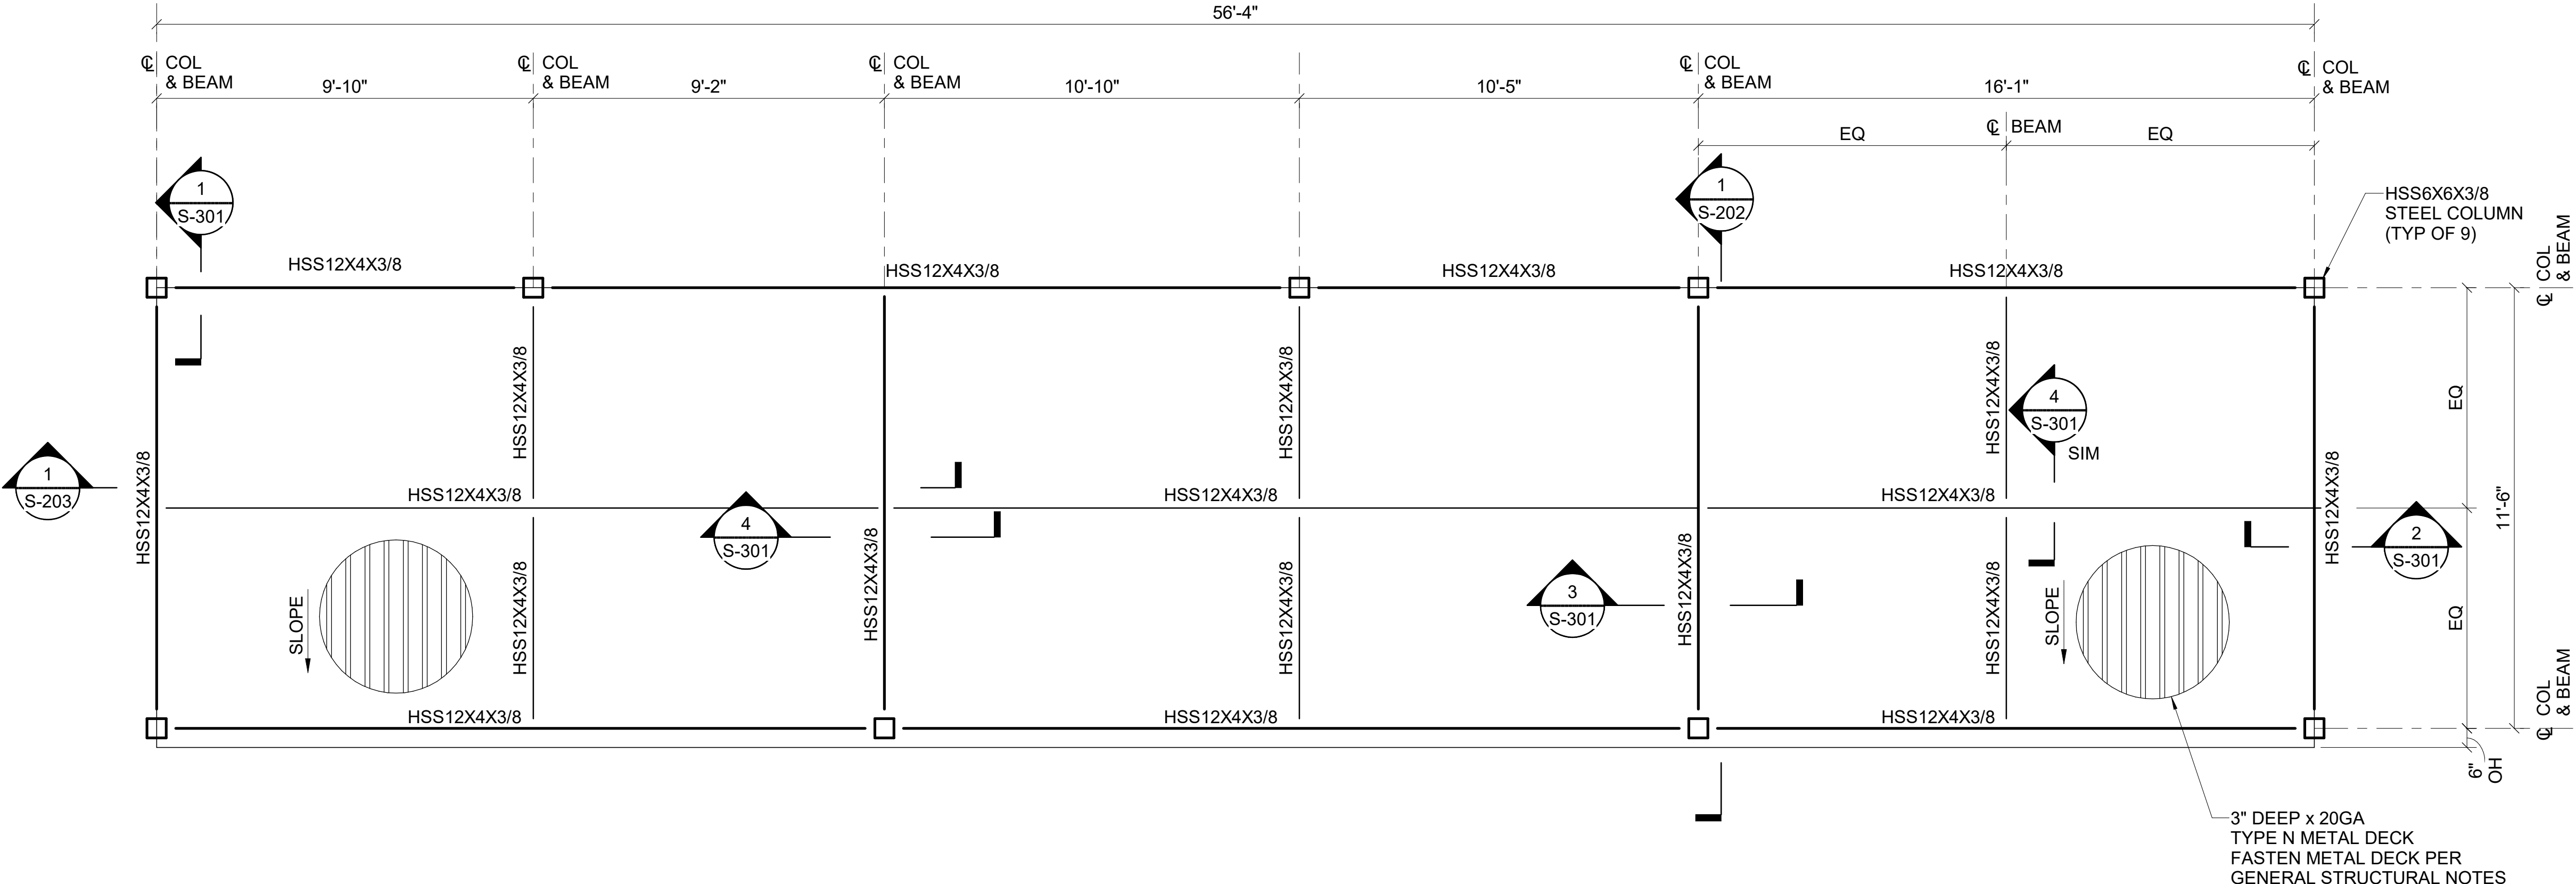 56'-4"
℄ COL
& BEAM
℄ COL
& BEAM
℄ COL
& BEAM
℄ COL
& BEAM
℄ COL
& BEAM
9'-10"
9'-2"
10'-10"
10'-5"
16'-1"
EQ
℄ BEAM
EQ
1
S-301
1
S-202
HSS6X6X3/8
STEEL COLUMN
(TYP OF 9)
℄ COL
& BEAM
HSS12X4X3/8
HSS12X4X3/8
HSS12X4X3/8
HSS12X4X3/8
HSS12X4X3/8
HSS12X4X3/8
HSS12X4X3/8
4
S-301
SIM
EQ
1
S-203
HSS12X4X3/8
HSS12X4X3/8
HSS12X4X3/8
HSS12X4X3/8
HSS12X4X3/8
11'-6"
4
S-301
2
S-301
3
S-301
SLOPE
HSS12X4X3/8
HSS12X4X3/8
HSS12X4X3/8
HSS12X4X3/8
HSS12X4X3/8
SLOPE
EQ
HSS12X4X3/8
HSS12X4X3/8
HSS12X4X3/8
℄ COL
& BEAM
6"
OH
3" DEEP x 20GA
TYPE N METAL DECK
FASTEN METAL DECK PER
GENERAL STRUCTURAL NOTES